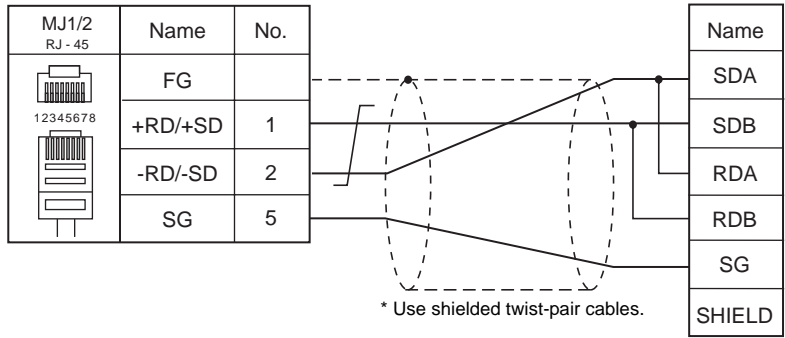 MJ1/2
RJ - 45
Name
No.
Name
FG
SDA
12345678
+RD/+SD
1
SDB
-RD/-SD
2
RDA
SG
5
RDB
SG
* Use shielded twist-pair cables.
SHIELD